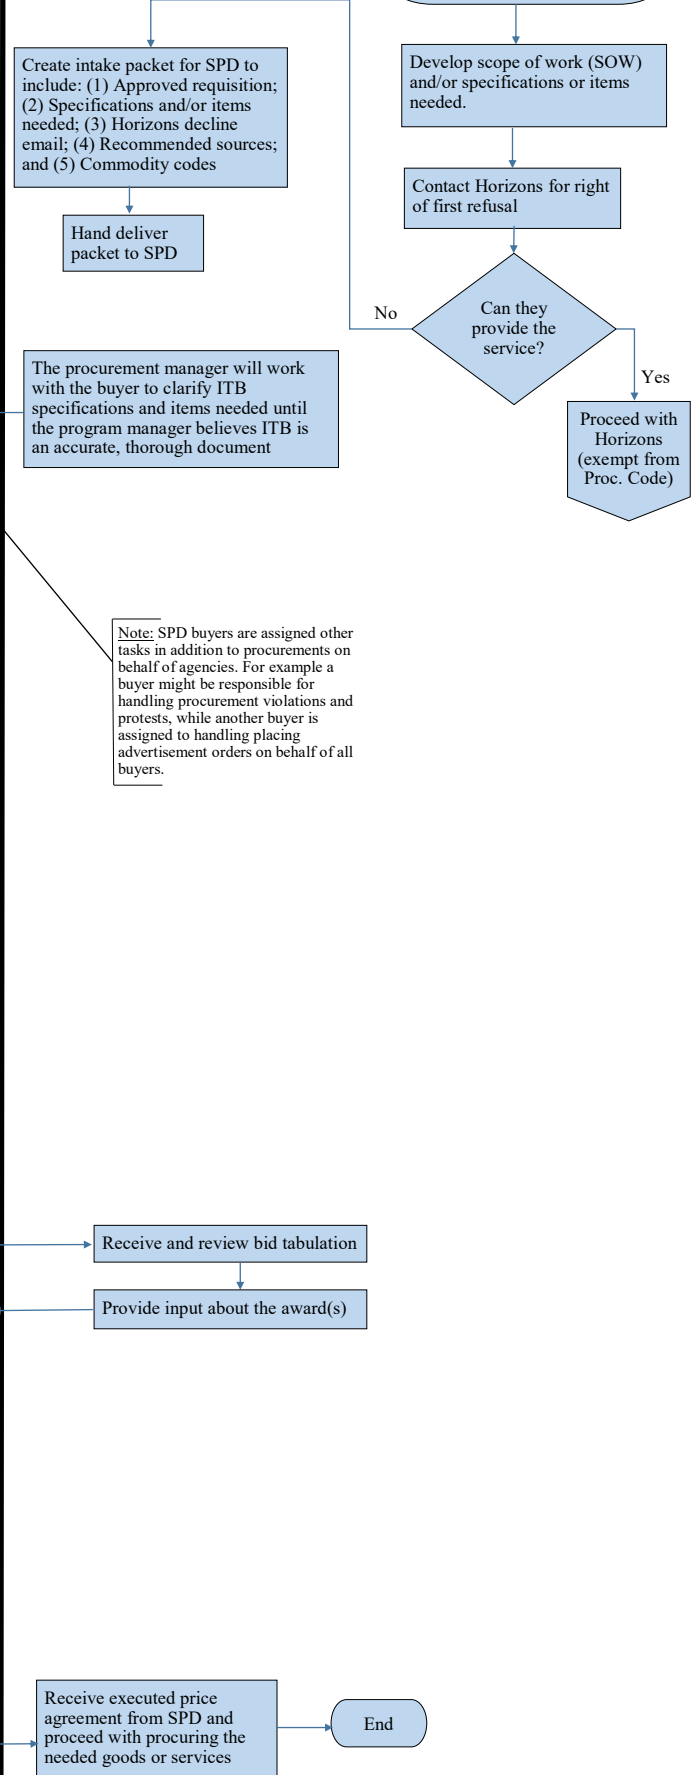 Create intake packet for SPD to
include: (1) Approved requisition;
(2) Specifications and/or items
needed; (3) Horizons decline
email; (4) Recommended sources;
and (5) Commodity codes
Hand deliver
packet to SPD
Develop scope of work (SOW)
and/or specifications or items
needed.
Contact Horizons for right
of first refusal
Can they
provide the
service?
No
Yes
Proceed with
Horizons
(exempt from
Proc. Code)
The procurement manager will work
with the buyer to clarify ITB
specifications and items needed until
the program manager believes ITB is
an accurate, thorough document
Note: SPD buyers are assigned other
tasks in addition to procurements on
behalf of agencies. For example a
buyer might be responsible for
handling procurement violations and
protests, while another buyer is
assigned to handling placing
advertisement orders on behalf of all
buyers.
Receive and review bid tabulation
Provide input about the award(s)
Receive executed price
agreement from SPD and
proceed with procuring the
needed goods or services
End